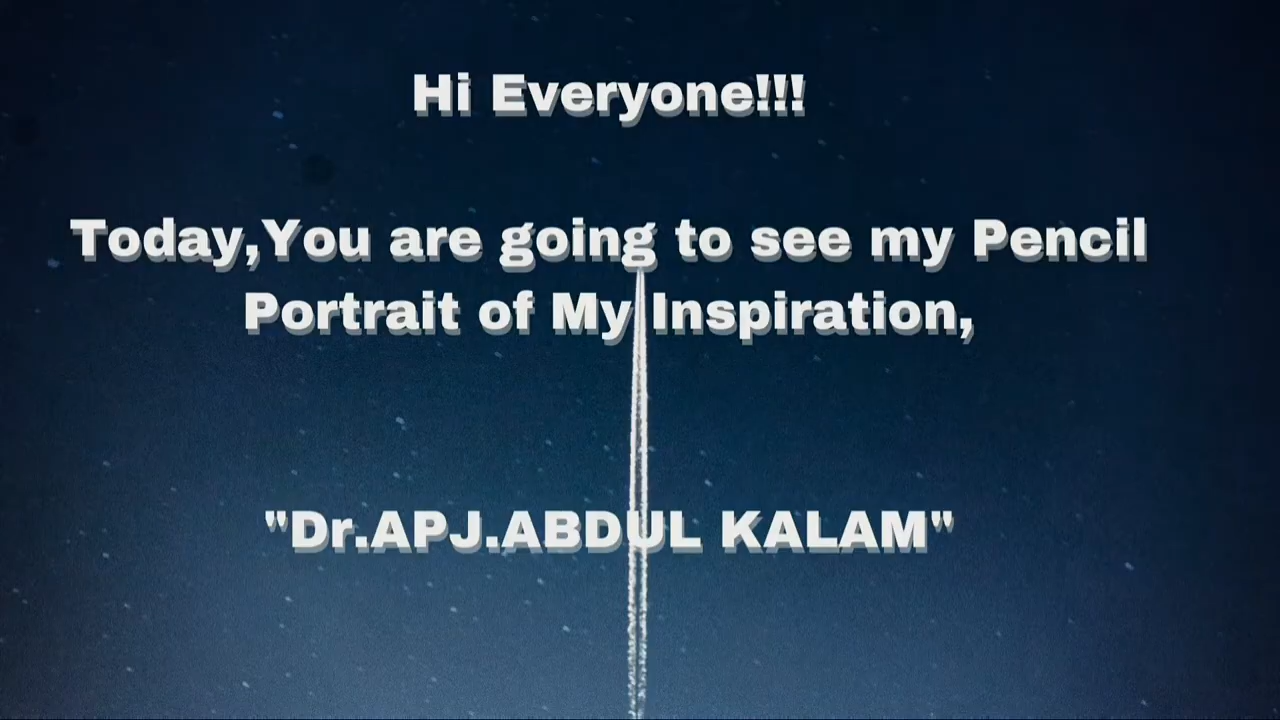 Hi Everyone!!!
Today,You are going to see my Pencil
Portrait of My Inspiration,
"Dr.APJ.ABDUL KALAM"